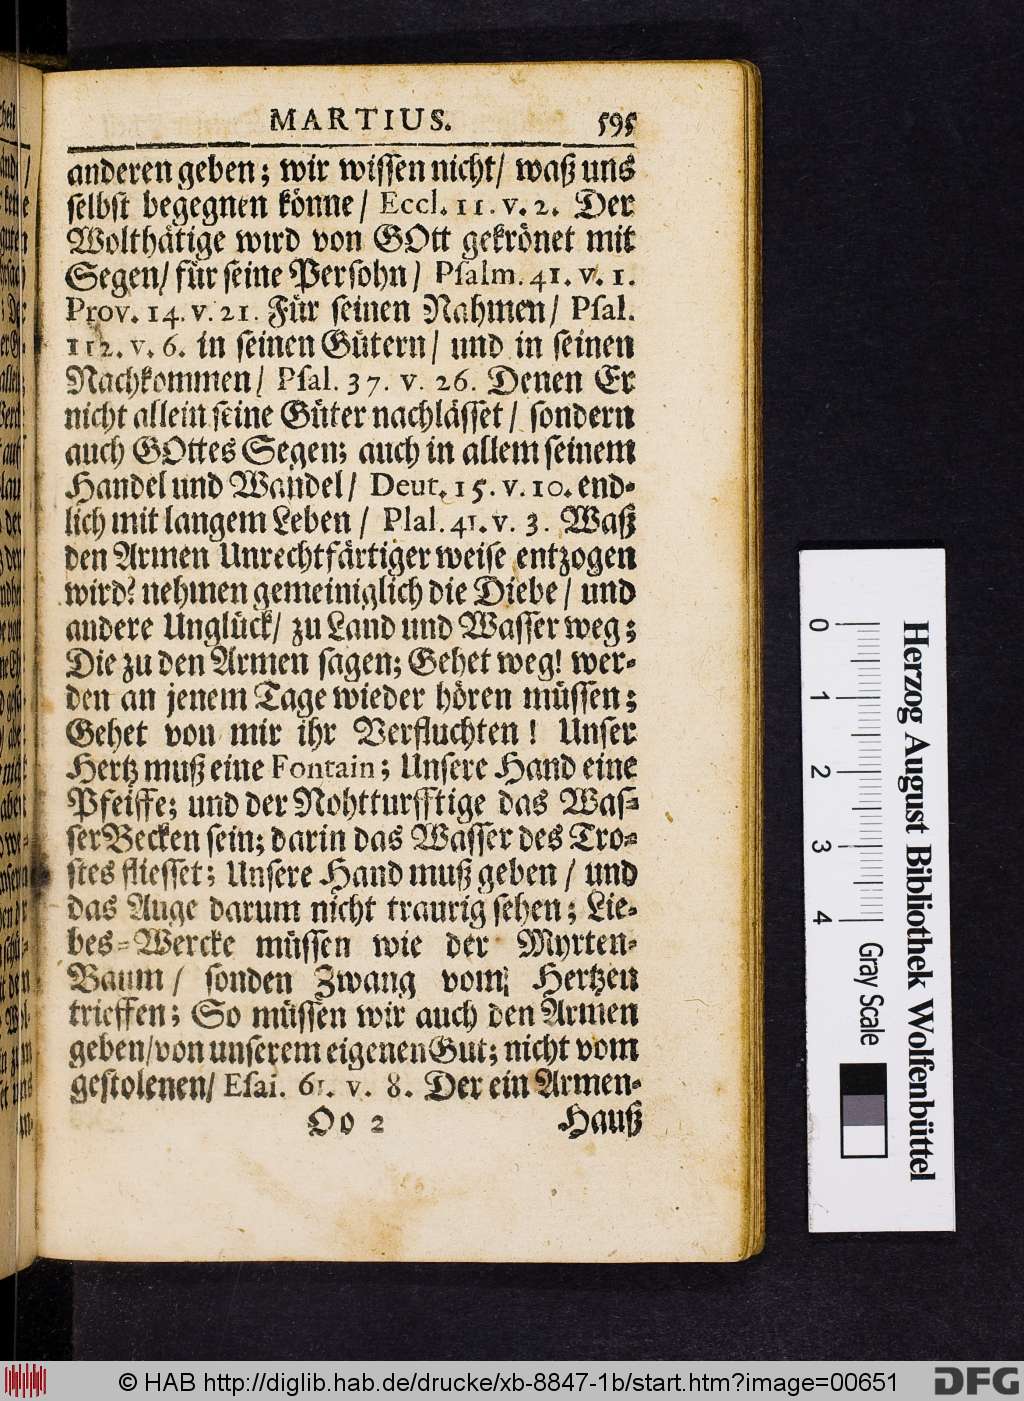 MARTIUS. 595
anderen geben; wir wissen nicht/ waß uns
selbst begegnen könne/ Eccl. 11. v. 2. Der
Wolthätige wird von GOtt gekrönet mit
Segen/ für seine Persohn/ Psalm. 41. v. 1.
Prov. 14. v. 21. Für seinen Nahmen/ Psal.
112. v. 6. in seinen Gütern/ und in seinen
Nachkommen/ Psal. 37. v. 26. Denen Er
nicht allein seine Güter nachlässet/ sondern
auch GOttes Segen; auch in allem seinem
Handel und Wandel/ Deut. 15. v. 10. end-
lich mit langem Leben/ Plal. 41. v. 3. Waß
den Armen Unrechtfärtiger weise entzogen
wird? nehmen gemeiniglich die Diebe/ und
andere Unglück/ zu Land und Wasser weg;
Die zu den Armen sagen; Gehet weg! wer-
den an jenem Tage wieder hören müssen;
Gehet von mir ihr Verfluchten! Unser
Hertz muß eine Fontain; Unsere Hand eine
Pfeiffe; und der Nohtturfftige das Was-
ser Becken sein; darin das Wasser des Tro-
stes fliesset; Unsere Hand muß geben/ und
das Auge darum nicht traurig sehen; Lie-
bes-Wercke müssen wie der Myrten-
Baum/ sonden Zwang vom Hertzen
trieffen; So müssen wir auch den Armen
geben/von unserem eigenen Gut; nicht vom
gestolenen/ Esai. 61. v. 8. Der ein Armen-
Oo 2 Hauß
0 1 2 3 4 Gray Scale
Herzog August Bibliothek Wolfenbüttel
© HAB http://diglib.hab.de/drucke/xb-8847-1b/start.htm?image=00651
DFG